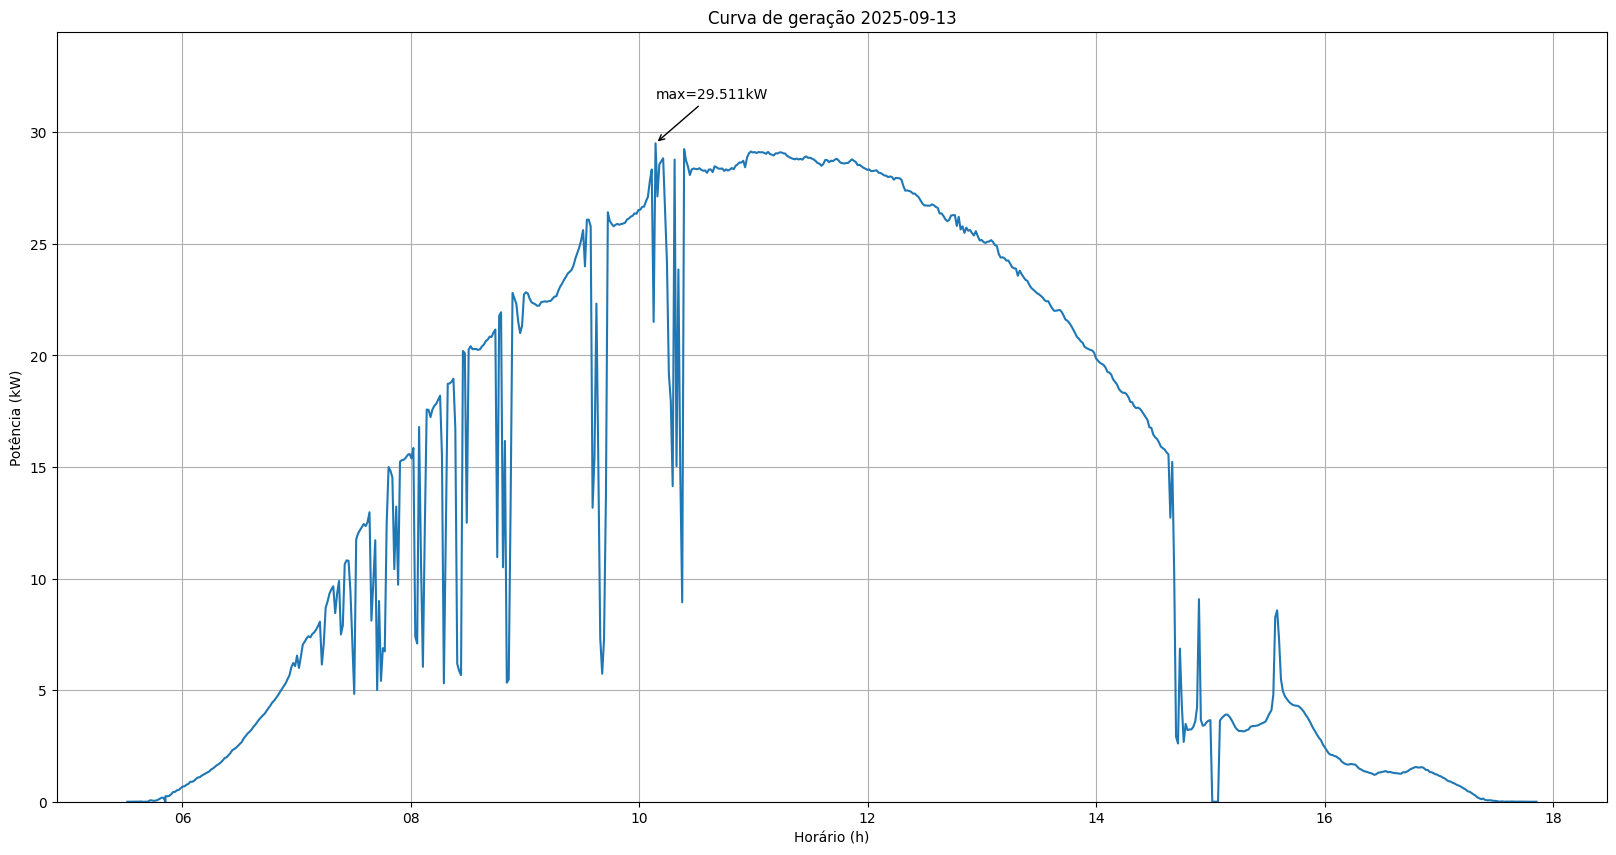 Curva de geração 2025-09-13
max=29.511kW
Potência (kW)
30
25
20
15
10
5
0
06 08 10 12 14 16 18
Horário (h)